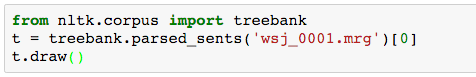 from nltk.corpus import treebank
t = treebank.parsed_sents('wsj_0001.mrg')[0]
t.draw()